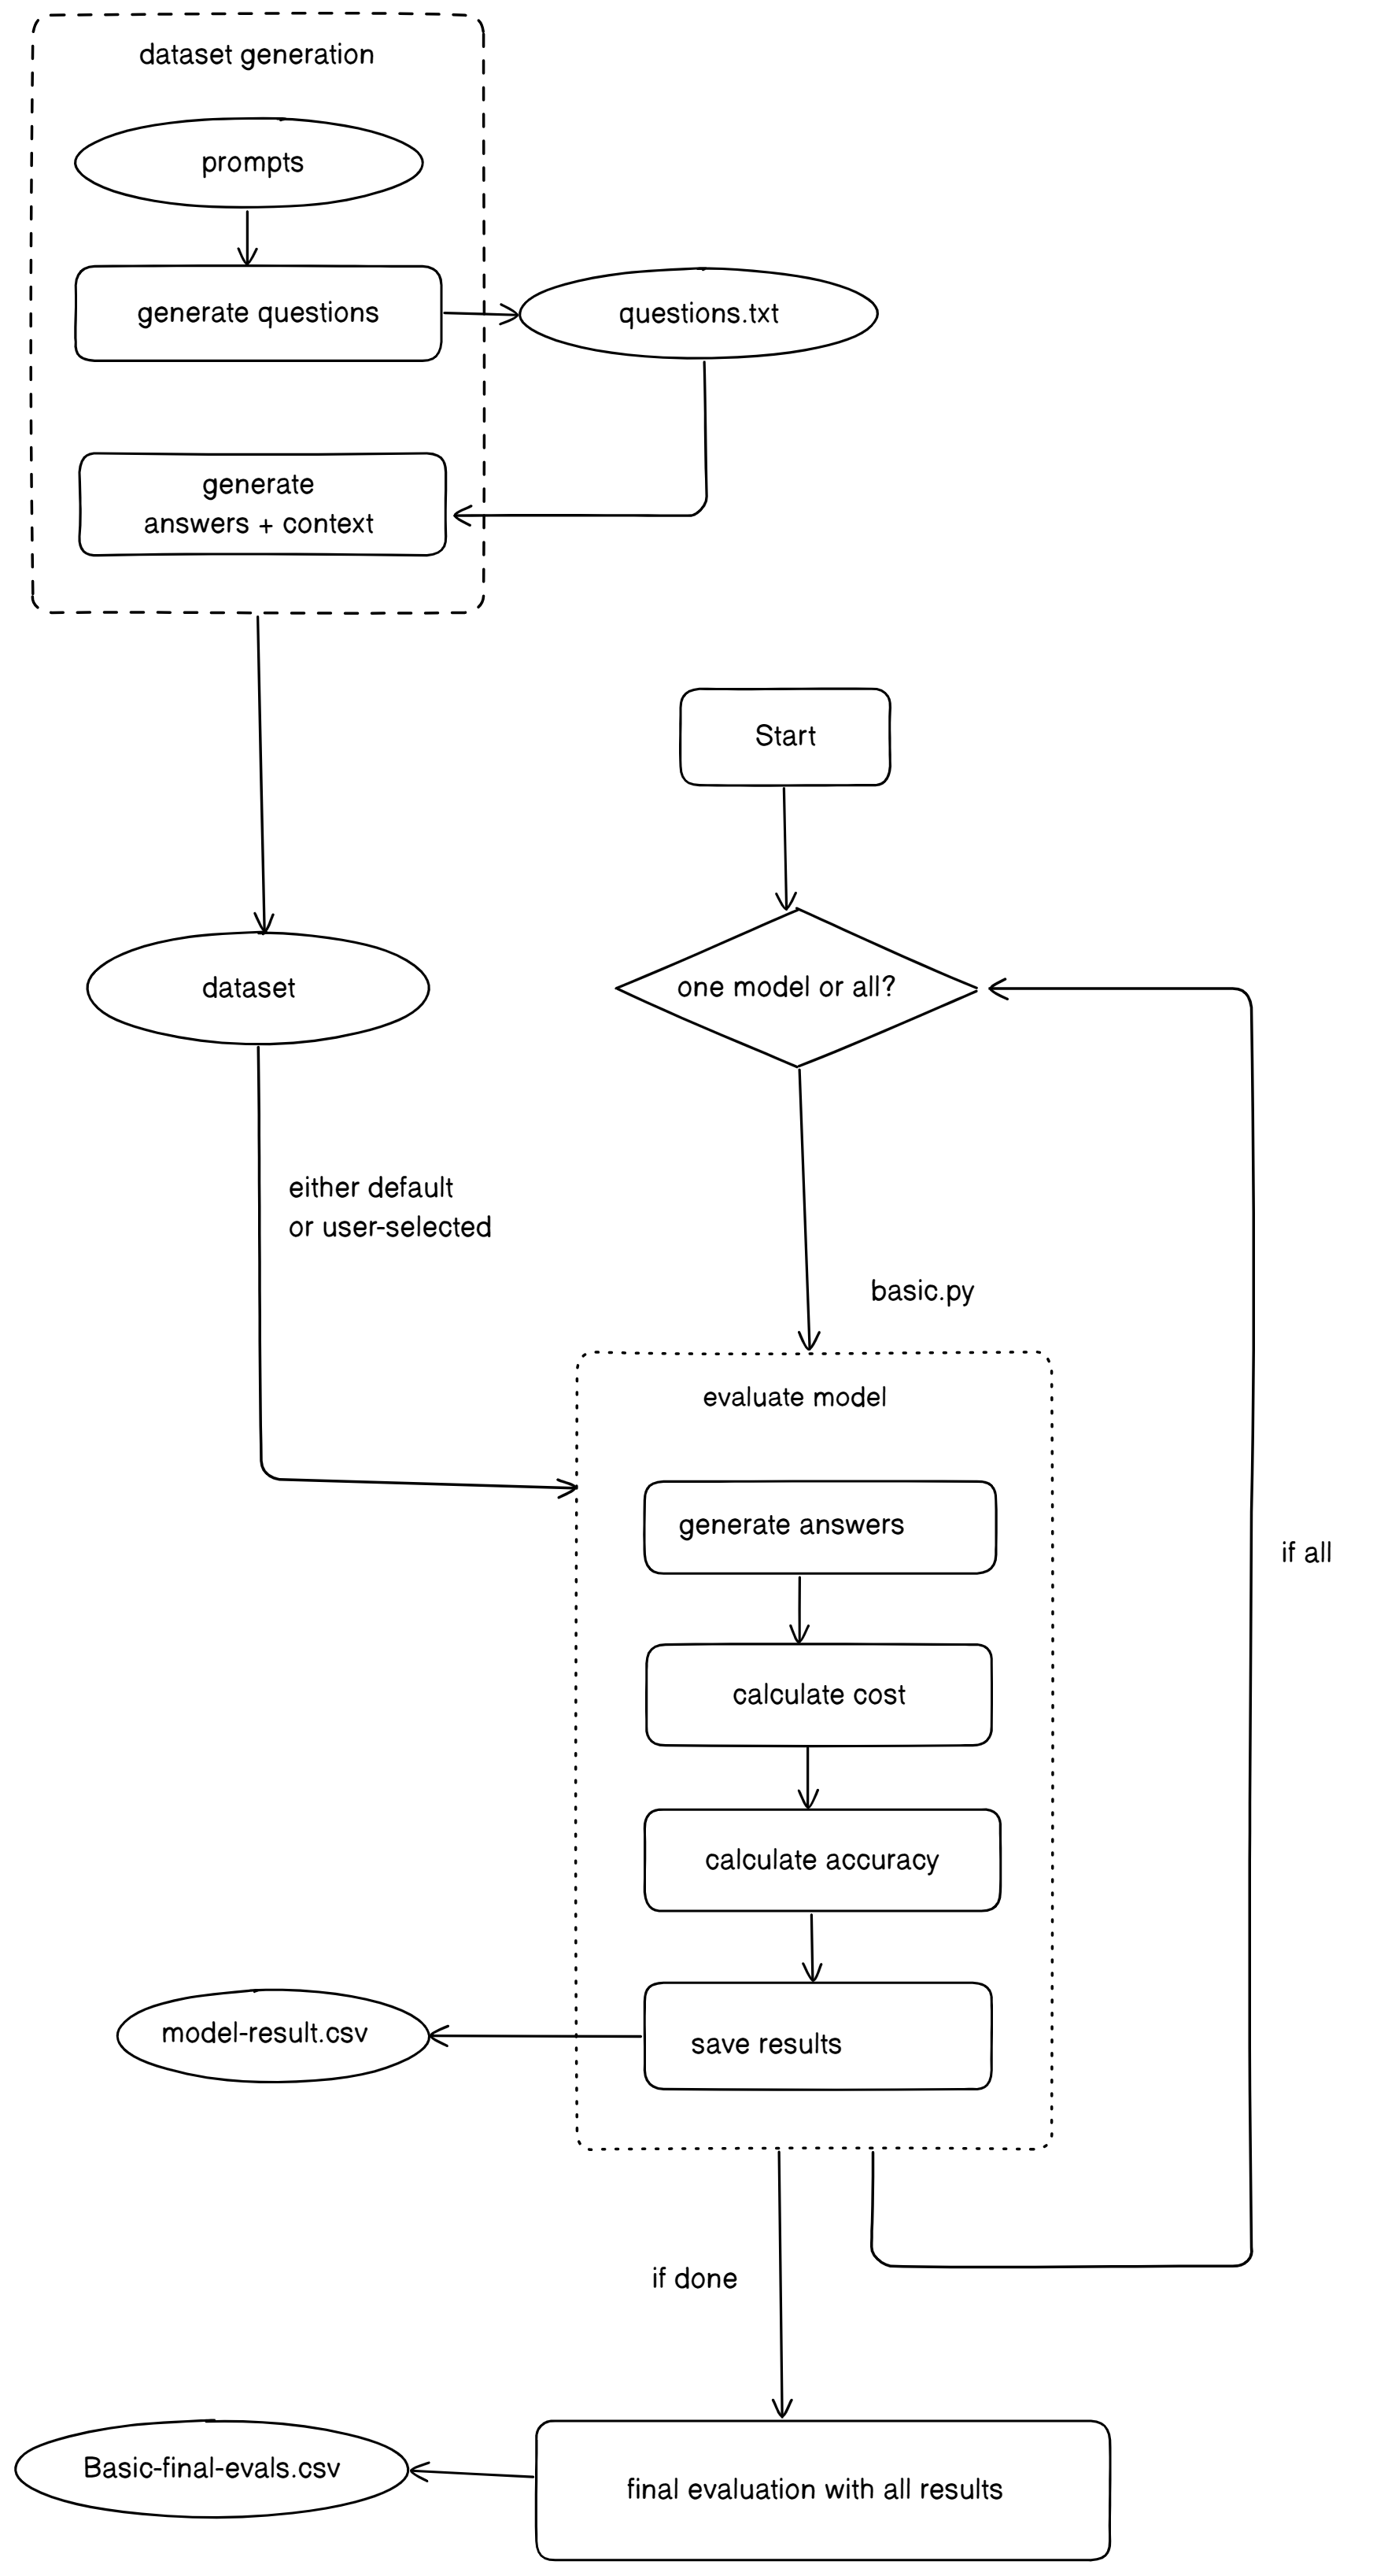 dataset generation
prompts
generate questions
questions.txt
generate
answers + context
Start
dataset
one model or all?
either default
or user-selected
basic.py
evaluate model
generate answers
if all
calculate cost
calculate accuracy
model-result.csv
save results
if done
Basic-final-evals.csv
final evaluation with all results